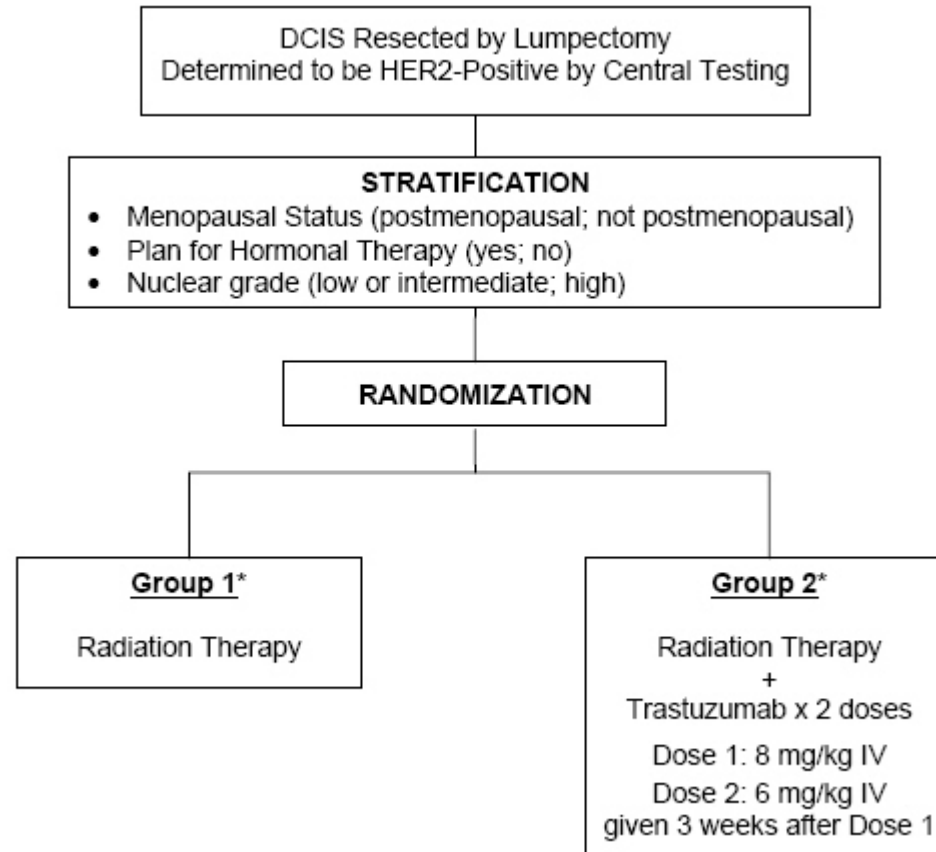 DCIS Resected by Lumpectomy
Determined to be HER2-Positive by Central Testing
STRATIFICATION
• Menopausal Status (postmenopausal; not postmenopausal)
• Plan for Hormonal Therapy (yes; no)
• Nuclear grade (low or intermediate; high)
RANDOMIZATION
Group 1*
Radiation Therapy
Group 2*
Radiation Therapy
+
Trastuzumab x 2 doses
Dose 1: 8 mg/kg IV
Dose 2: 6 mg/kg IV
given 3 weeks after Dose 1